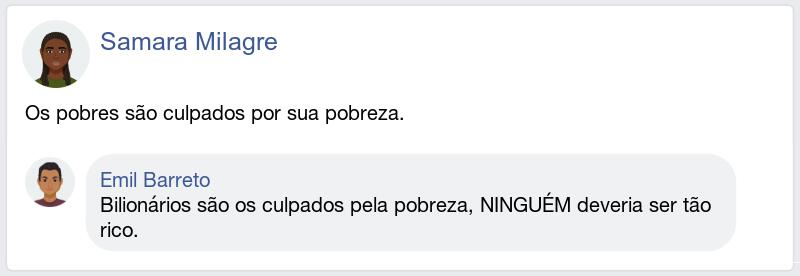 Samara Milagre
Os pobres são culpados por sua pobreza.
Emil Barreto
Bilionários são os culpados pela pobreza, NINGUÉM deveria ser tão
rico.